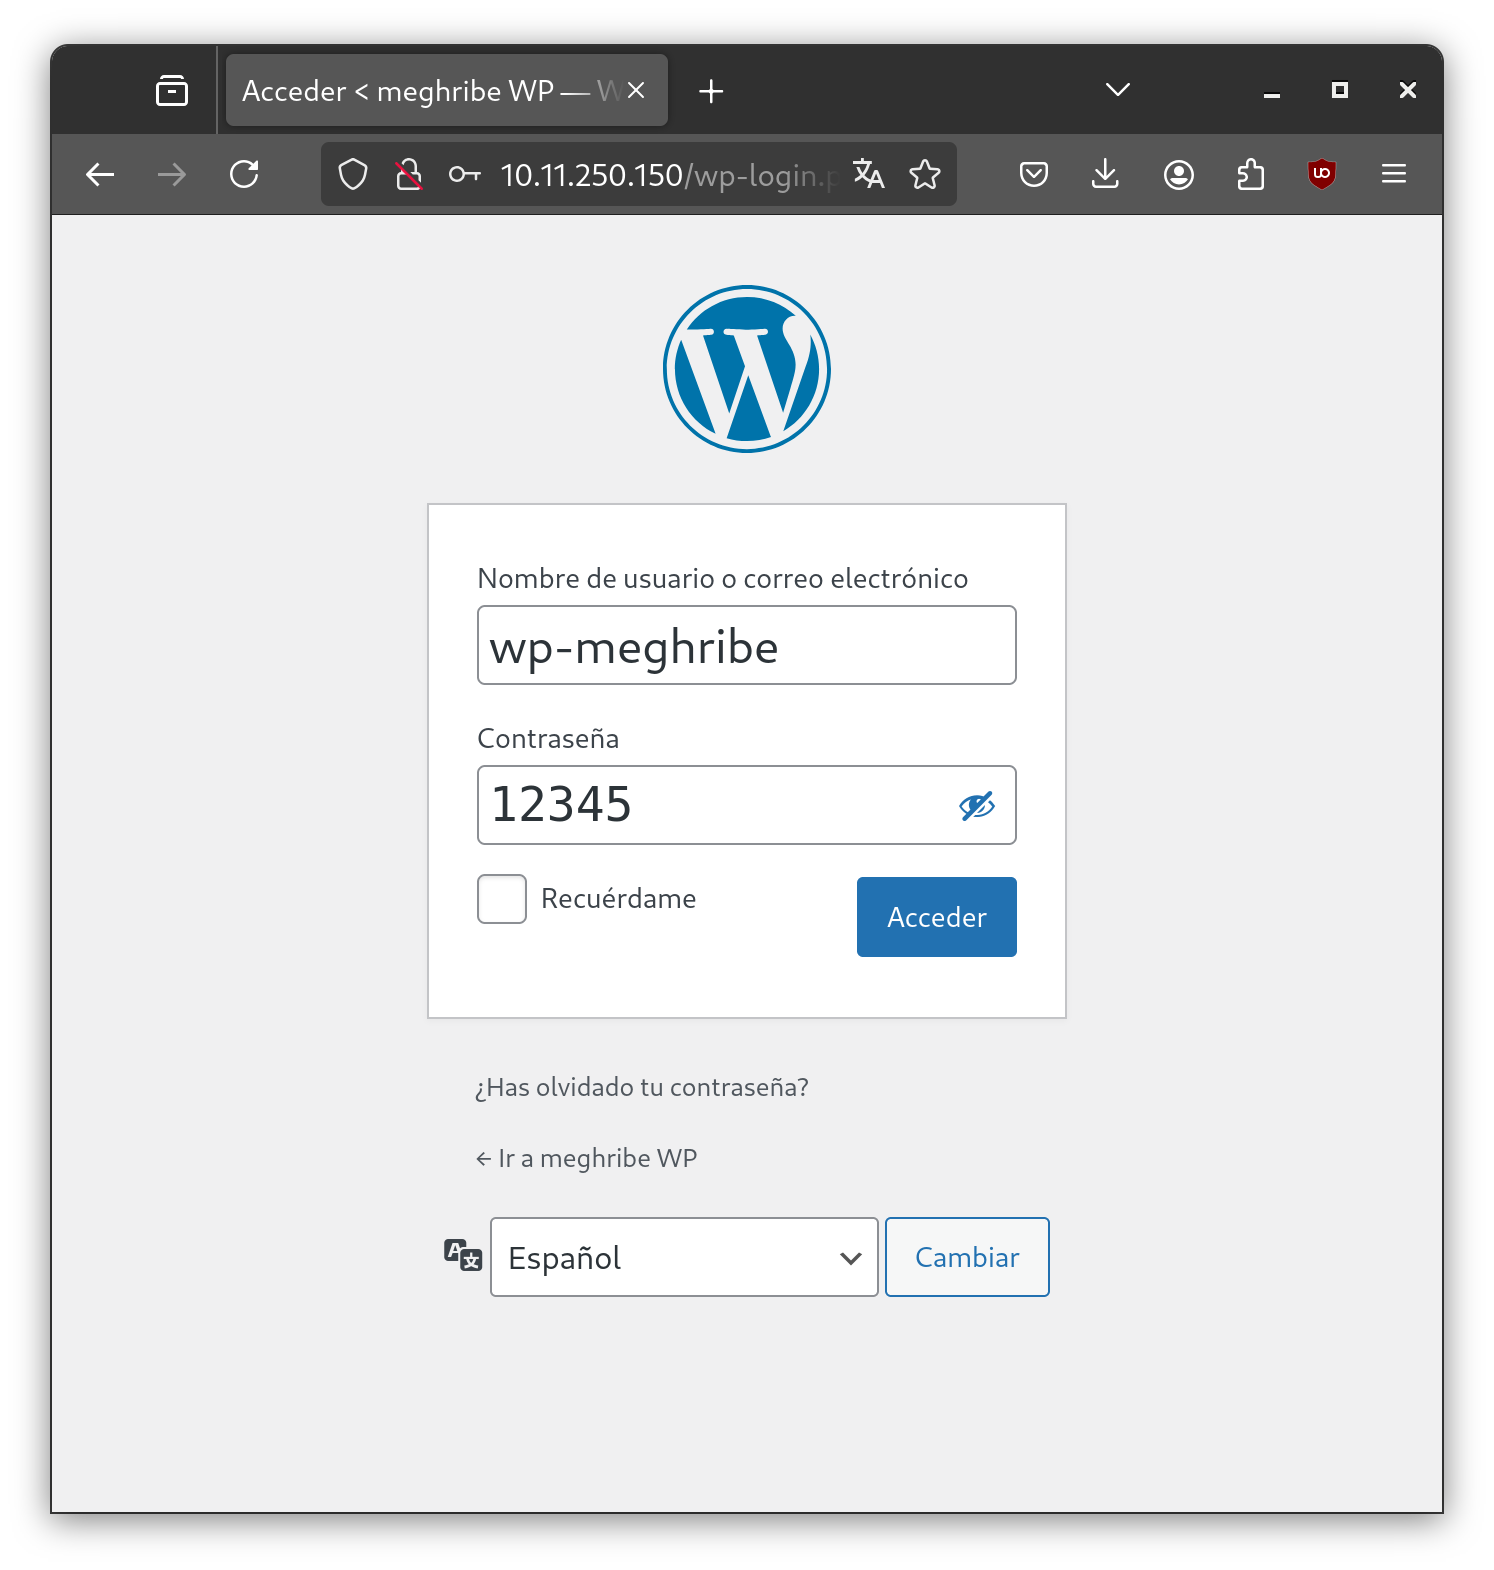 Acceder < meghribe WP — W
10.11.250.150/wp-login.p
Nombre de usuario o correo electrónico
wp-meghribe
Contraseña
12345
Recuérdame
Acceder
¿Has olvidado tu contraseña?
← Ir a meghribe WP
Español
Cambiar